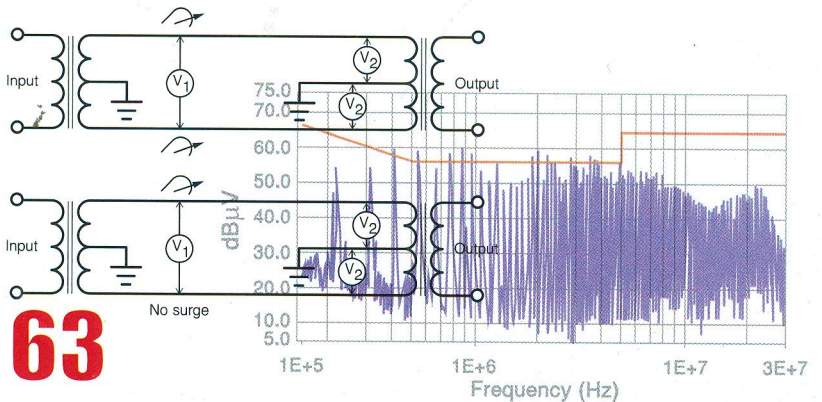 V2
Input
V1
V2
Output
75.0
70.0
60.0
50.0
40.0
30.0
20.0
10.0
5.0
dBµV
V2
Input
V1
V2
Output
No surge
63
1E+5
1E+6
1E+7
3E+7
Frequency (Hz)